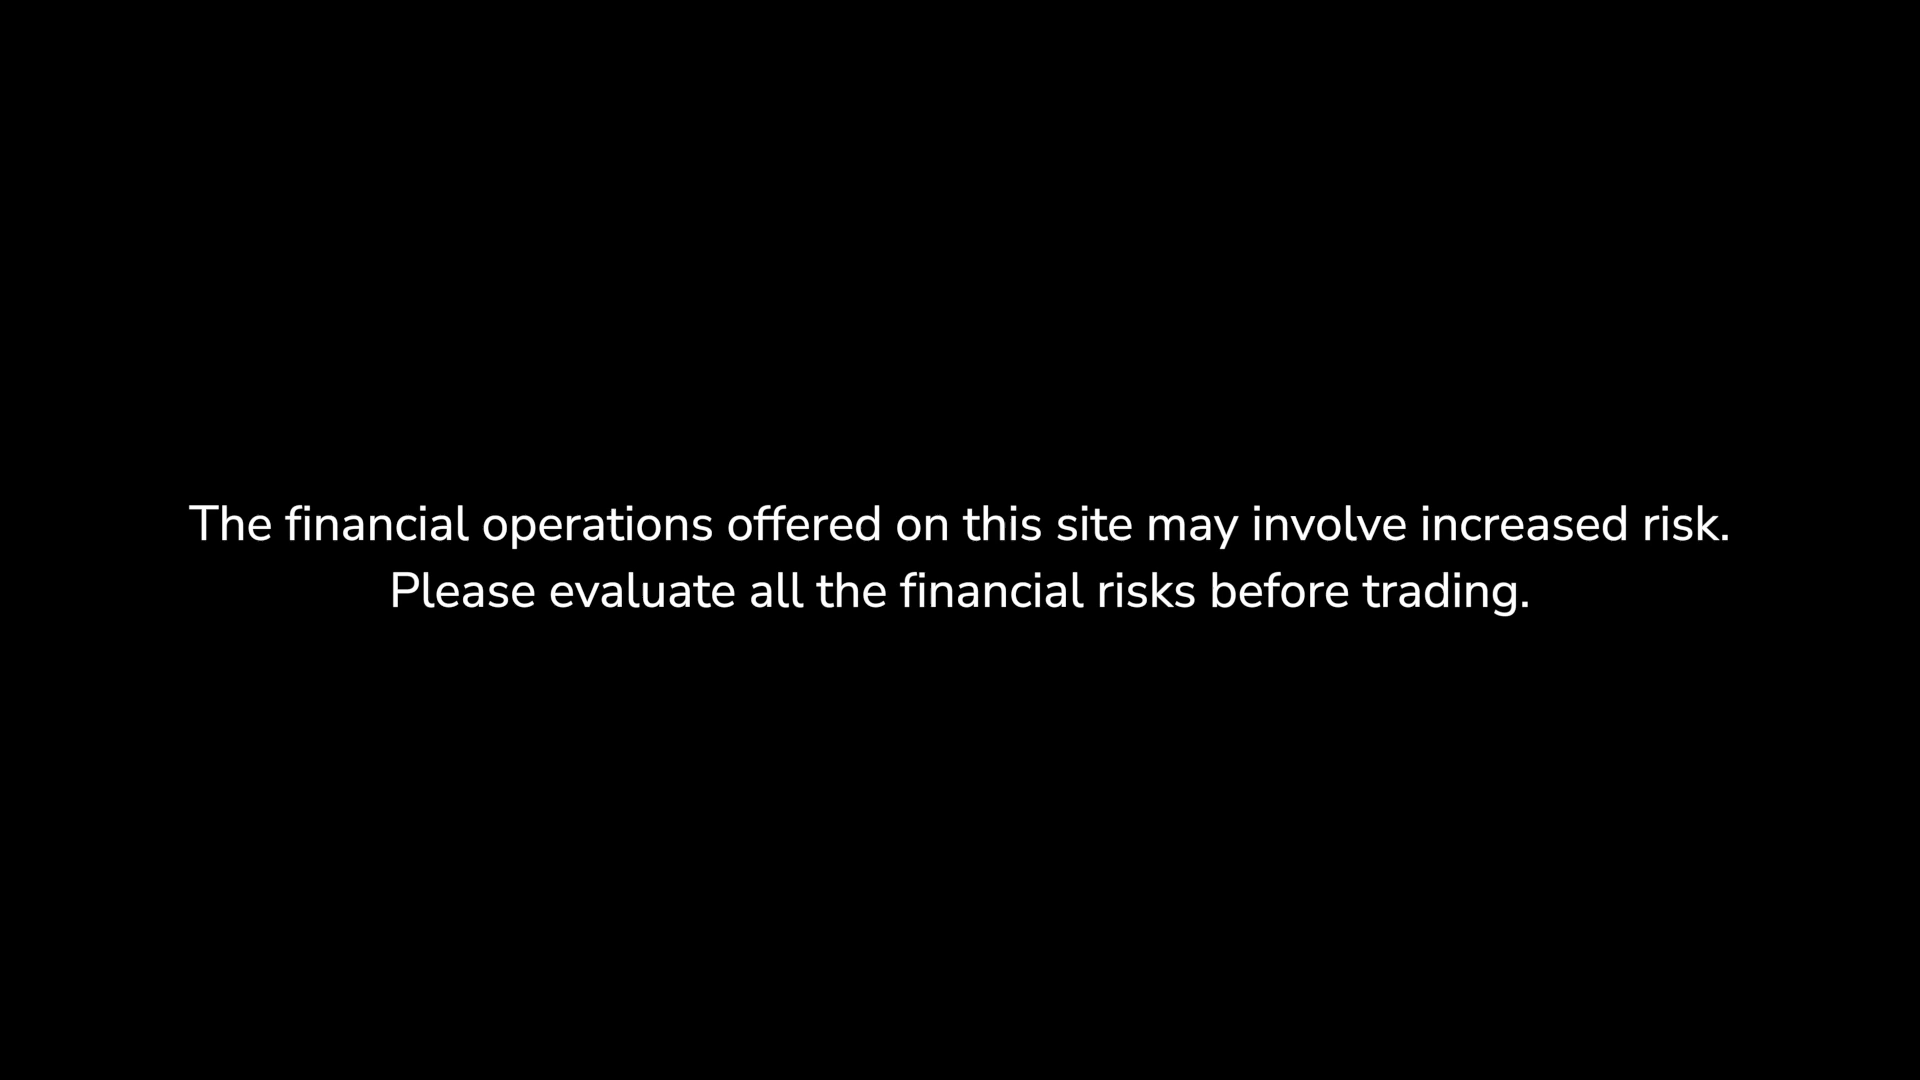 The financial operations offered on this site may involve increased risk.
Please evaluate all the financial risks before trading.